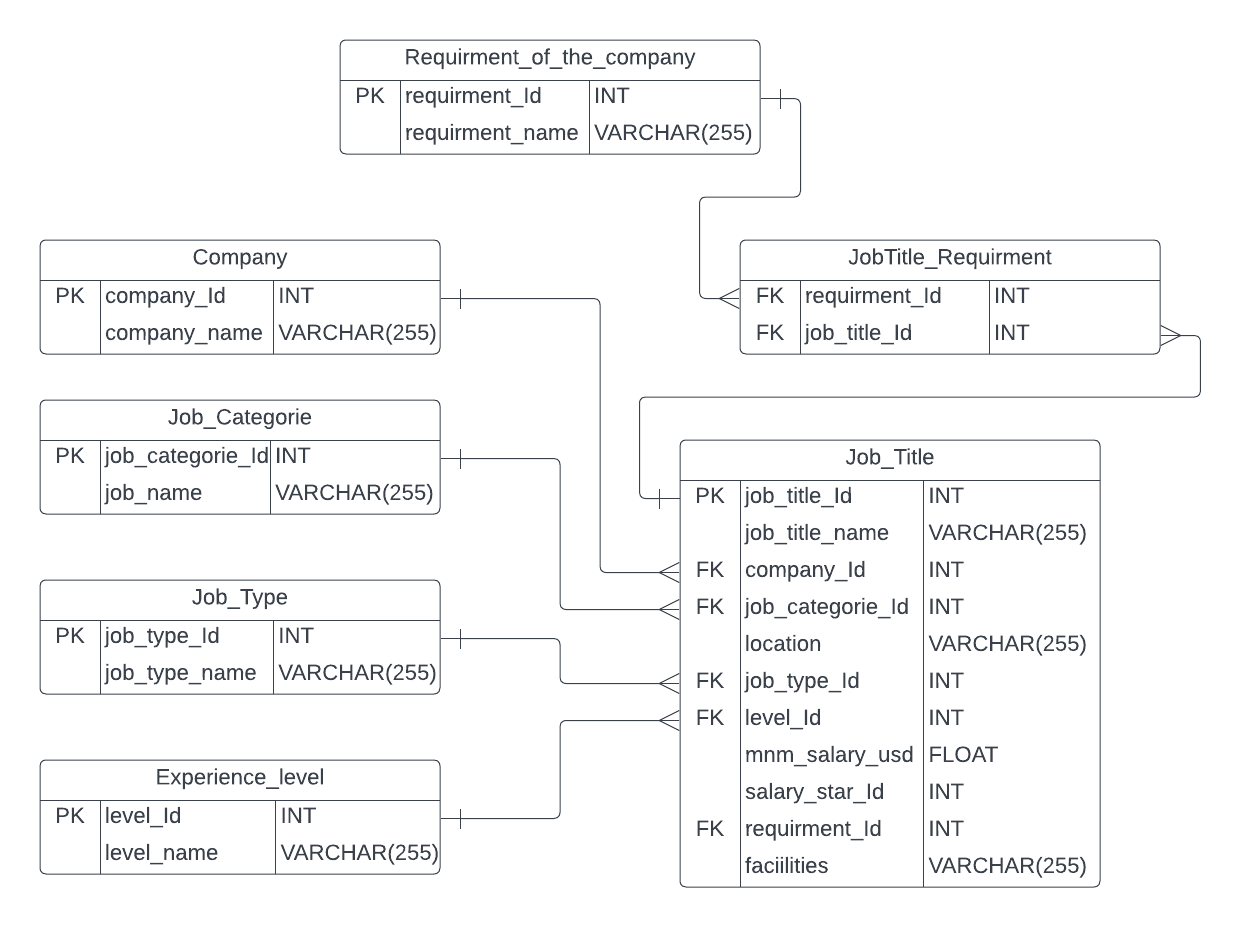 Requirment_of_the_company
PK requirment_Id INT
requirment_name VARCHAR(255)
Company
PK company_Id INT
company_name VARCHAR(255)
JobTitle_Requirment
FK requirment_Id INT
FK job_title_Id INT
Job_Categorie
PK job_categorie_Id INT
job_name VARCHAR(255)
Job_Title
PK job_title_Id INT
job_title_name VARCHAR(255)
FK company_Id INT
FK job_categorie_Id INT
location VARCHAR(255)
FK job_type_Id INT
FK level_Id INT
mnm_salary_usd FLOAT
salary_star_Id INT
FK requirment_Id INT
faciilities VARCHAR(255)
Job_Type
PK job_type_Id INT
job_type_name VARCHAR(255)
Experience_level
PK level_Id INT
level_name VARCHAR(255)